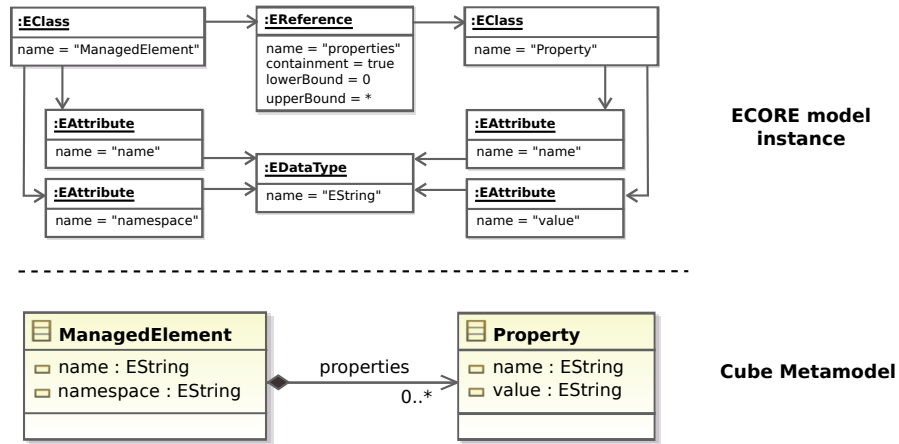 :EClass
name = "ManagedElement"
:EReference
name = "properties"
containment = true
lowerBound = 0
upperBound = *
:EClass
name = "Property"
:EAttribute
name = "name"
:EAttribute
name = "namespace"
:EDataType
name = "EString"
:EAttribute
name = "name"
:EAttribute
name = "value"
ECORE model
instance
ManagedElement
name : EString
namespace : EString
properties
0..*
Property
name : EString
value : EString
Cube Metamodel